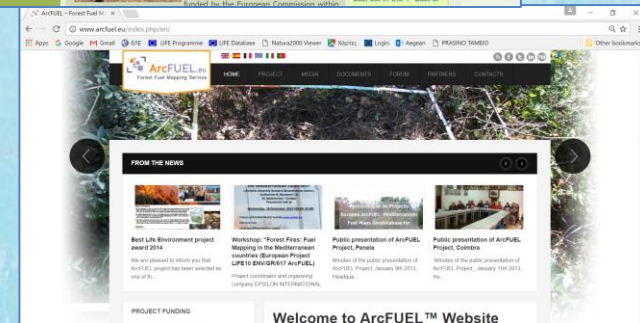 funded by the European Commission within
ArcFUEL – Forest Fuel M
www.arcfuel.eu/index.php/en/
Apps
Google
Gmail
LIFE Programme
LIFE Database
Natura2000 Viewer
Χάρτης
Login
Aegean
ΠΡΑΣΙΝΟ ΤΑΜΕΙΟ
Other bookmarks
ArcFUEL.EU
Forest Fuel Mapping Service
HOME
PROJECT
MEDIA
DOCUMENTS
FORUM
PARTNERS
CONTACTS
FROM THE NEWS
Best Life Environment project
award 2014
We are pleased to inform you that
ArcFUEL project has been selected as
one of th..
Workshop: "Forest Fires: Fuel
Mapping in the Mediterranean
countries (European Project
LIFE10 ENV/GR/617 ArcFUEL)
Project coordinator and organising
company EPSILON INTERNATIONAL
Public presentation of ArcFUEL
Project, Penela
Minutes of the public presentation of
ArcFUEL Project, January 9th 2013,
Headqua..
Public presentation of ArcFUEL
Project, Coimbra
Minutes of the public presentation of
ArcFUEL Project, January 11th 2013,
He..
PROJECT FUNDING
Welcome to ArcFUEL™ Website